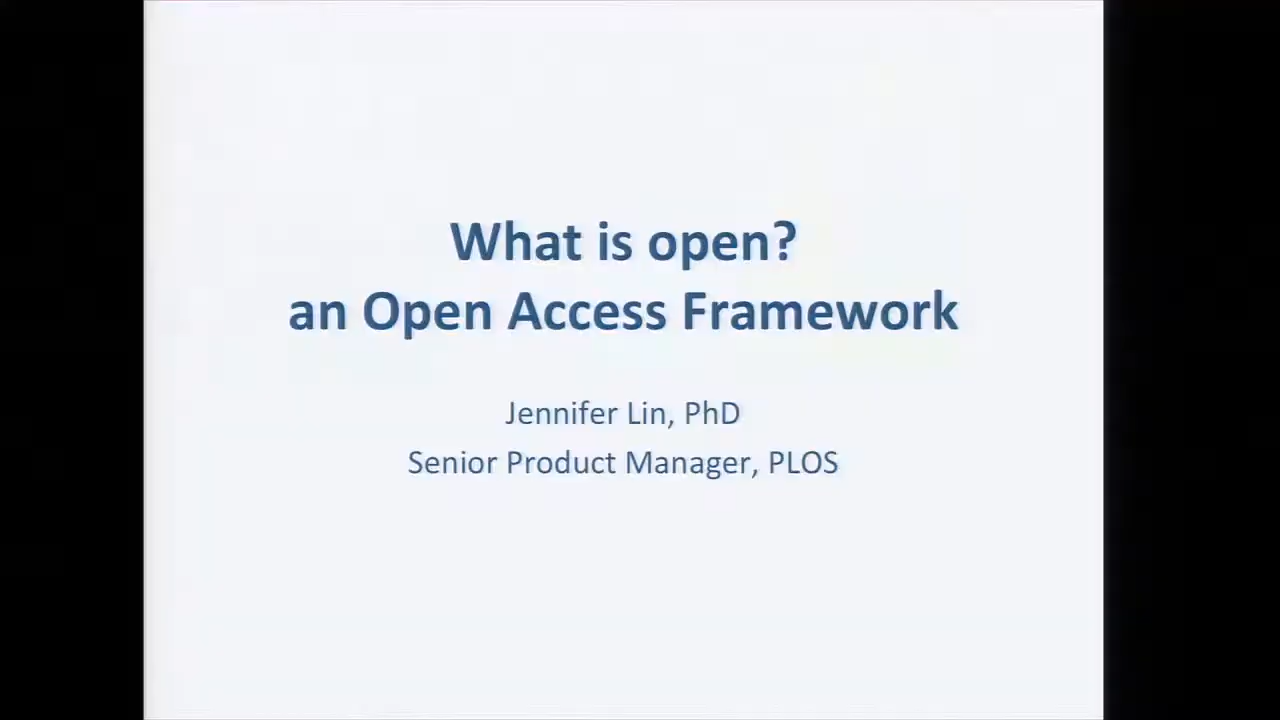 What is open?
an Open Access Framework
Jennifer Lin, PhD
Senior Product Manager, PLOS